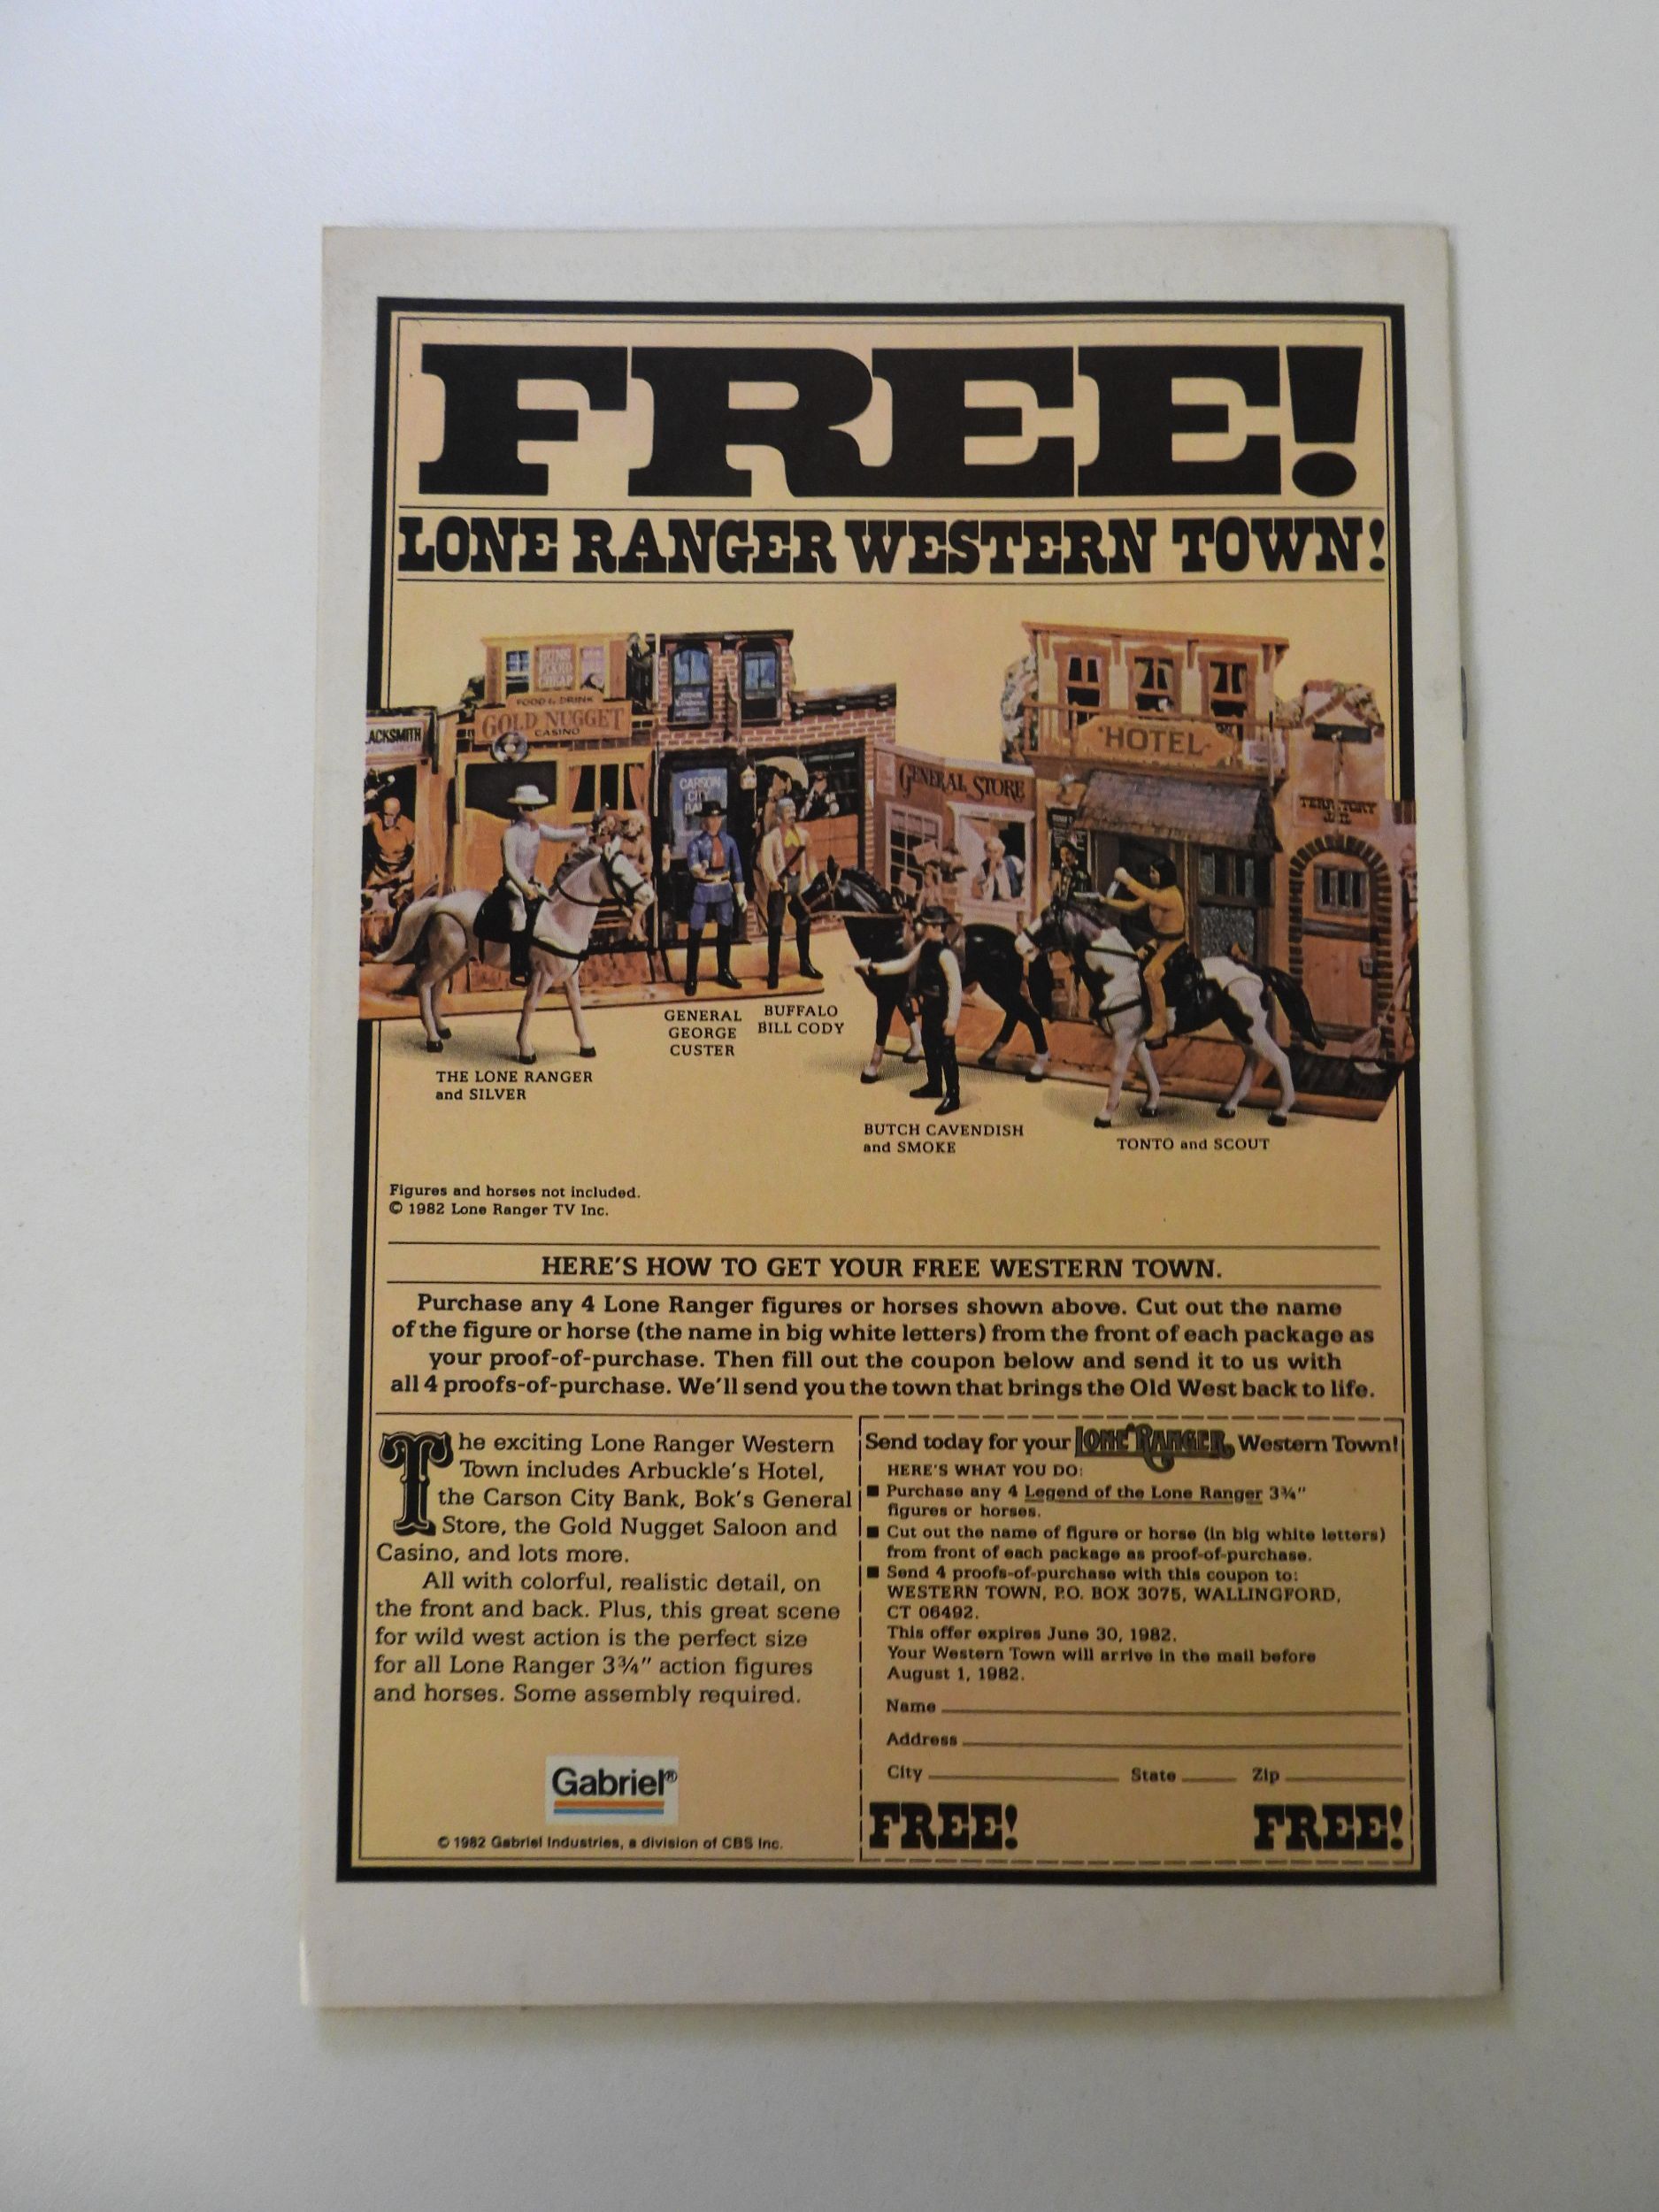 FREE!
LONE RANGER WESTERN TOWN!
GUNS
FIXED
CHEAP
FOOD & DRINK
GOLD NUGGET
CASINO
ACKSMITH
CARSON
CITY
BA
GENERAL STORE
HOTEL
TERRITORY
JAIL
GENERAL
GEORGE
CUSTER
BUFFALO
BILL CODY
THE LONE RANGER
and SILVER
BUTCH CAVENDISH
and SMOKE
TONTO and SCOUT
Figures and horses not included.
© 1982 Lone Ranger TV Inc.
HERE'S HOW TO GET YOUR FREE WESTERN TOWN.
Purchase any 4 Lone Ranger figures or horses shown above. Cut out the name
of the figure or horse (the name in big white letters) from the front of each package as
your proof-of-purchase. Then fill out the coupon below and send it to us with
all 4 proofs-of-purchase. We'll send you the town that brings the Old West back to life.
The exciting Lone Ranger Western
Town includes Arbuckle's Hotel,
the Carson City Bank, Bok's General
Store, the Gold Nugget Saloon and
Casino, and lots more.
All with colorful, realistic detail, on
the front and back. Plus, this great scene
for wild west action is the perfect size
for all Lone Ranger 3¾" action figures
and horses. Some assembly required.
Gabriel®
© 1982 Gabriel Industries, a division of CBS Inc.
Send today for your LONE RANGER Western Town!
HERE'S WHAT YOU DO:
■ Purchase any 4 Legend of the Lone Ranger 3¾"
figures or horses.
■ Cut out the name of figure or horse (in big white letters)
from front of each package as proof-of-purchase.
■ Send 4 proofs-of-purchase with this coupon to:
WESTERN TOWN, P.O. BOX 3075, WALLINGFORD,
CT 06492.
This offer expires June 30, 1982.
Your Western Town will arrive in the mail before
August 1, 1982.
Name
Address
City State Zip
FREE! FREE!